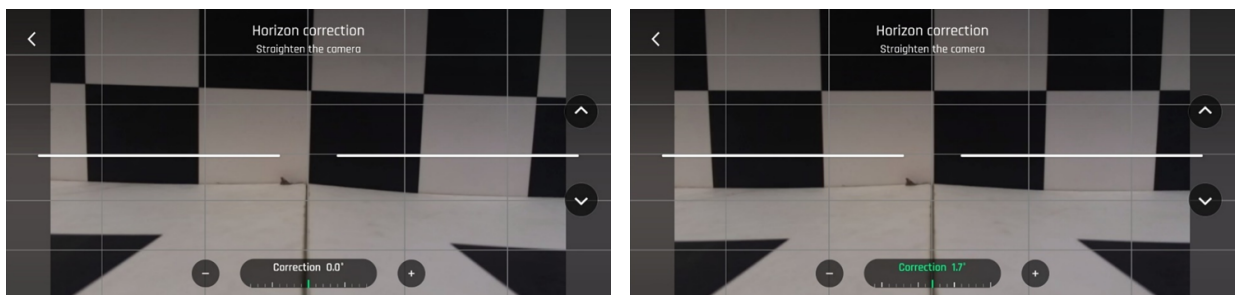 Horizon correction
Straighten the camera
- Correction 0.0° +
Horizon correction
Straighten the camera
- Correction 1.7° +